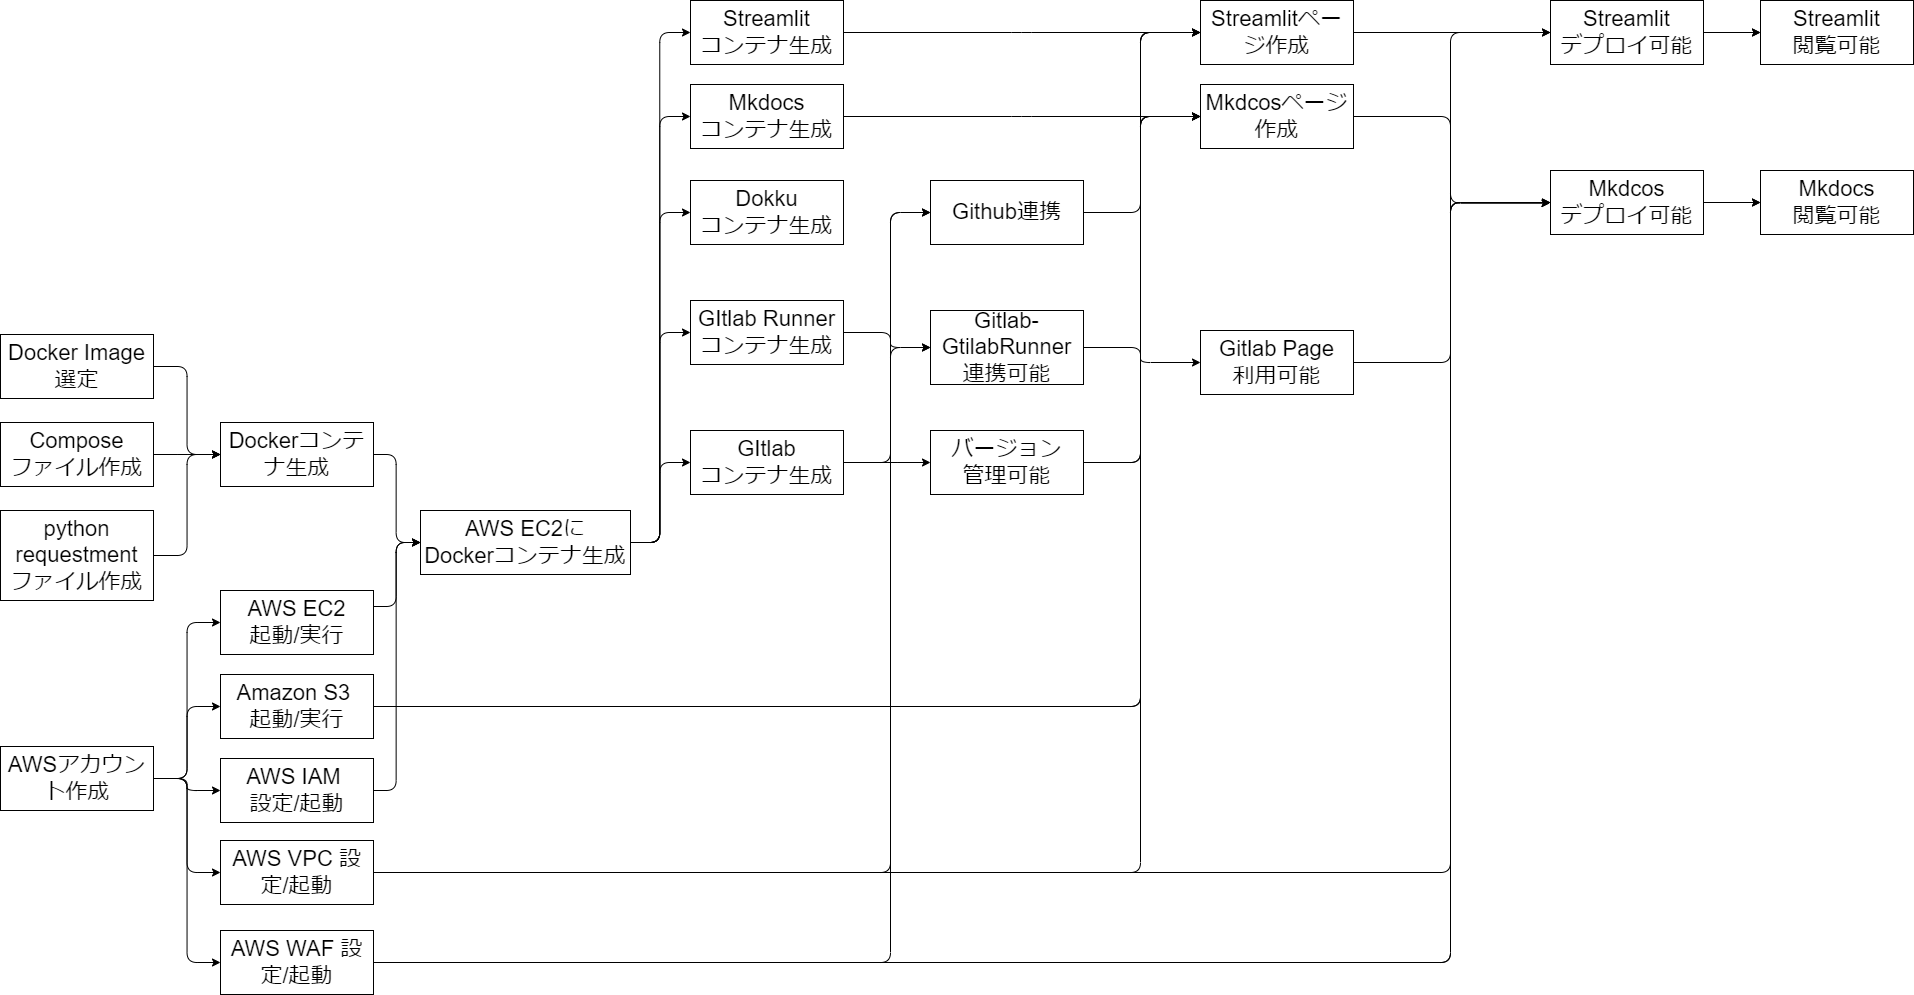 Streamlit
コンテナ生成
Streamlitペー
ジ作成
Streamlit
デプロイ可能
Streamlit
閲覧可能
Mkdocs
コンテナ生成
Mkdcosページ
作成
Dokku
コンテナ生成
Github連携
Mkdcos
デプロイ可能
Mkdocs
閲覧可能
GItlab Runner
コンテナ生成
Gitlab-
GtilabRunner
連携可能
Gitlab Page
利用可能
Docker Image
選定
Compose
ファイル作成
Dockerコンテ
ナ生成
GItlab
コンテナ生成
バージョン
管理可能
python
requestment
ファイル作成
AWS EC2に
Dockerコンテナ生成
AWS EC2
起動/実行
Amazon S3
起動/実行
AWSアカウン
ト作成
AWS IAM
設定/起動
AWS VPC 設
定/起動
AWS WAF 設
定/起動